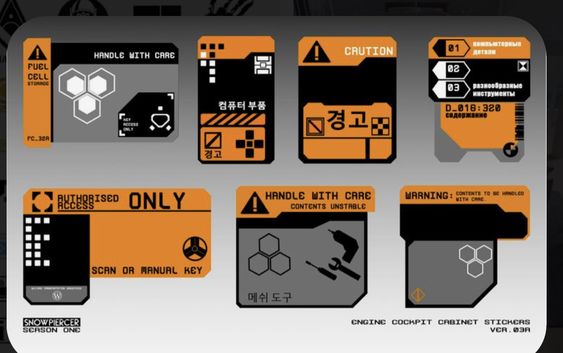 FUEL
CELL
STORAGE
FC_32A
HANDLE WITH CARE
KEY
ACCESS
ONLY
컴퓨터 부품
경고
CAUTION
경고
01
компьютерные
детали
02
03
разнообразные
инструменты
D_016:320
содержание
AUTHORISED
ACCESS
ONLY
SCAN OR MANUAL KEY
HANDLE WITH CARE
CONTENTS UNSTABLE
메쉬 도구
WARNING:
CONTENTS TO BE HANDLED
WITH CARE.
SNOWPIERCER
SEASON ONE
ENGINE COCKPIT CABINET STICKERS
VER.03A